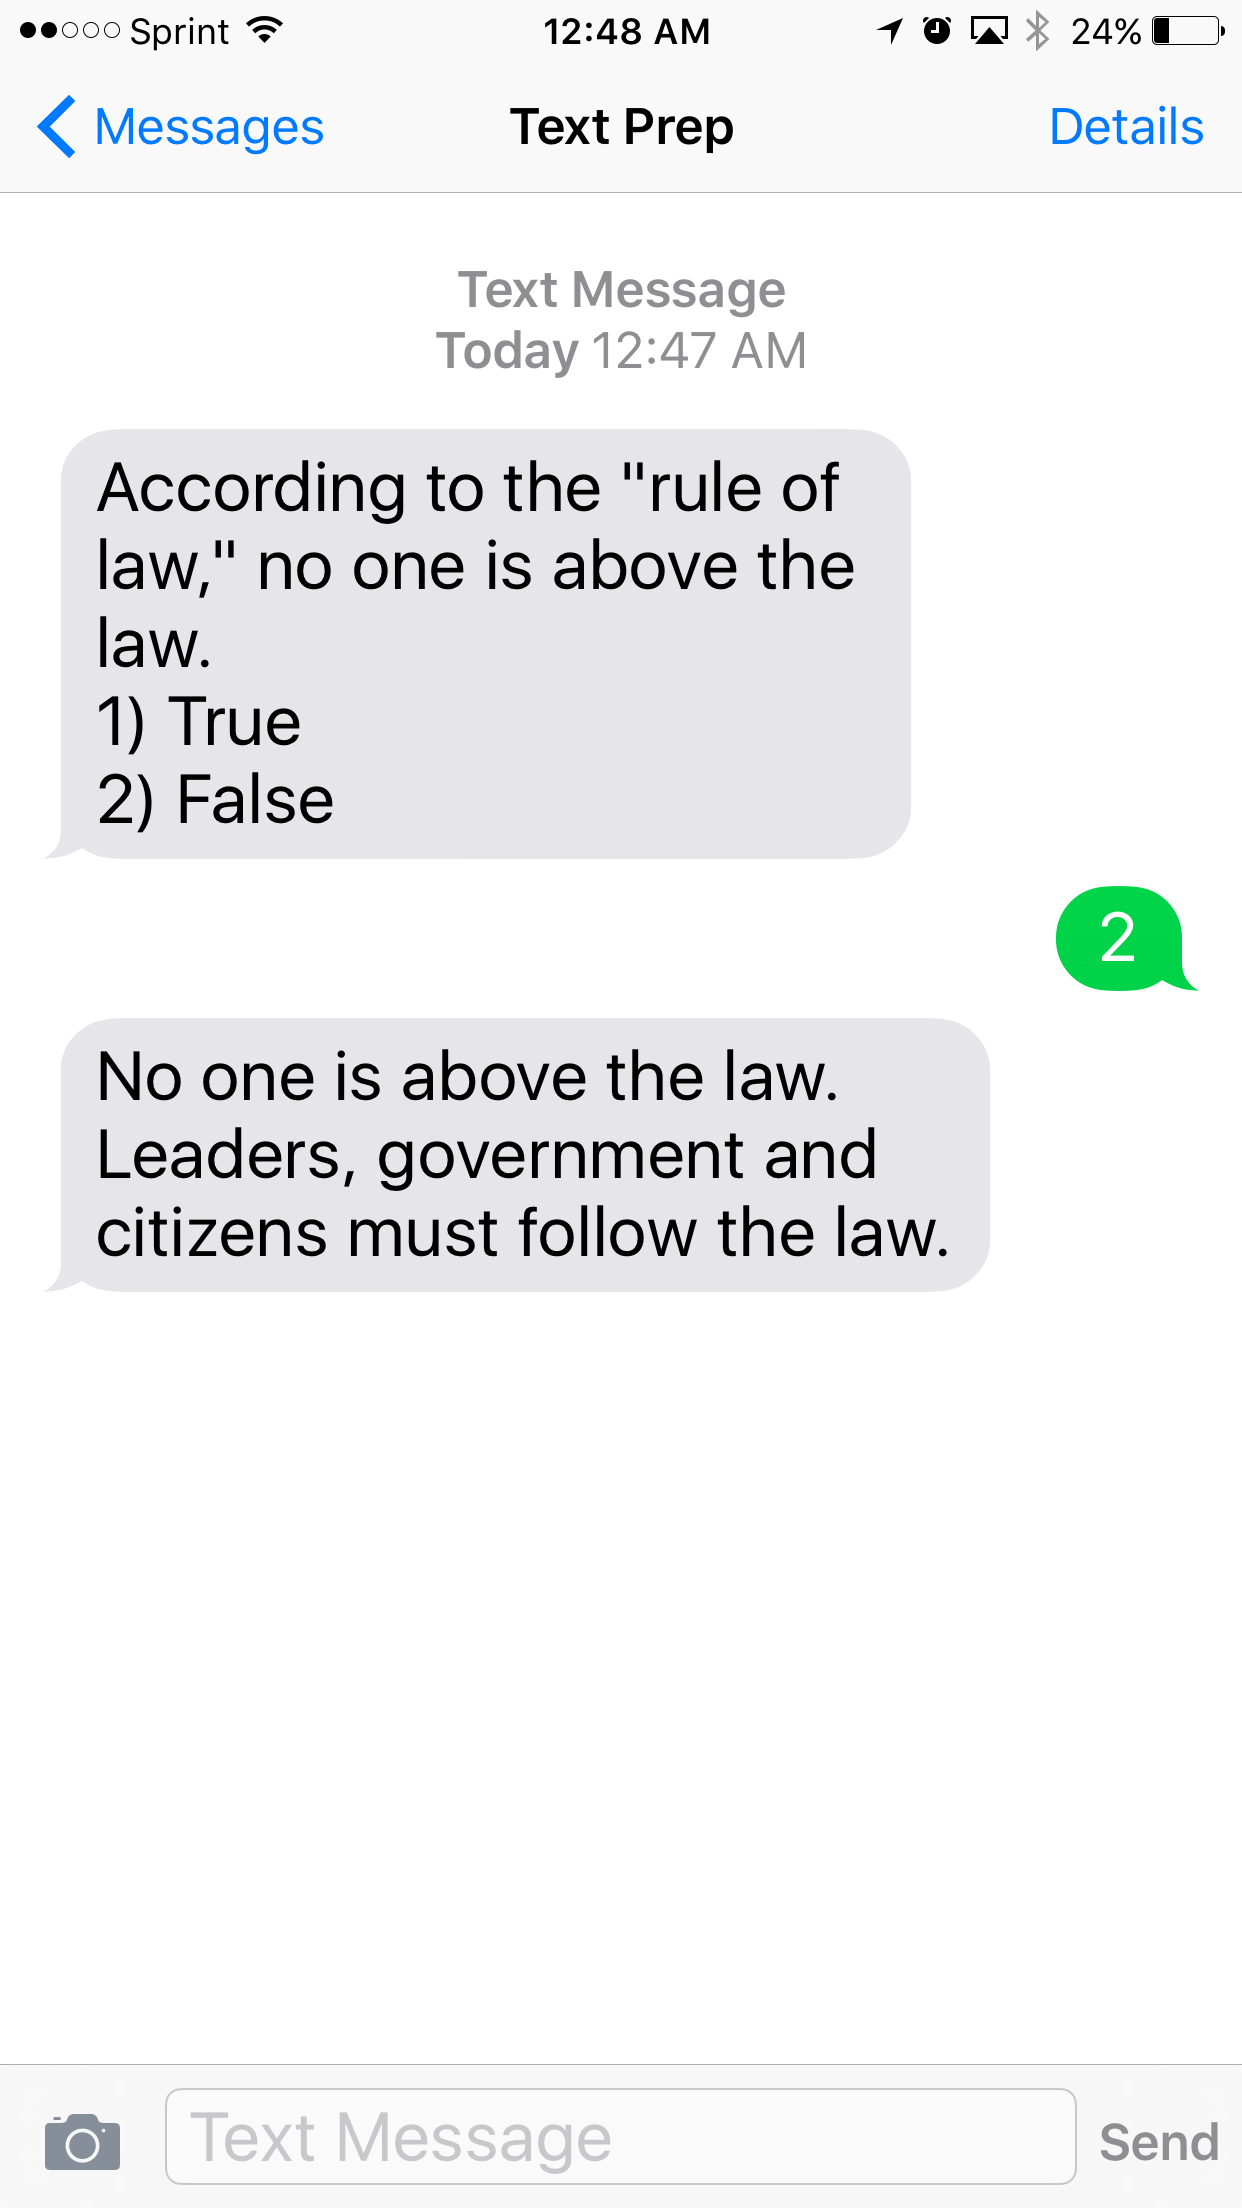 Sprint 12:48 AM 24%
Messages Text Prep Details
Text Message
Today 12:47 AM
According to the "rule of
law," no one is above the
law.
1) True
2) False
2
No one is above the law.
Leaders, government and
citizens must follow the law.
Text Message Send